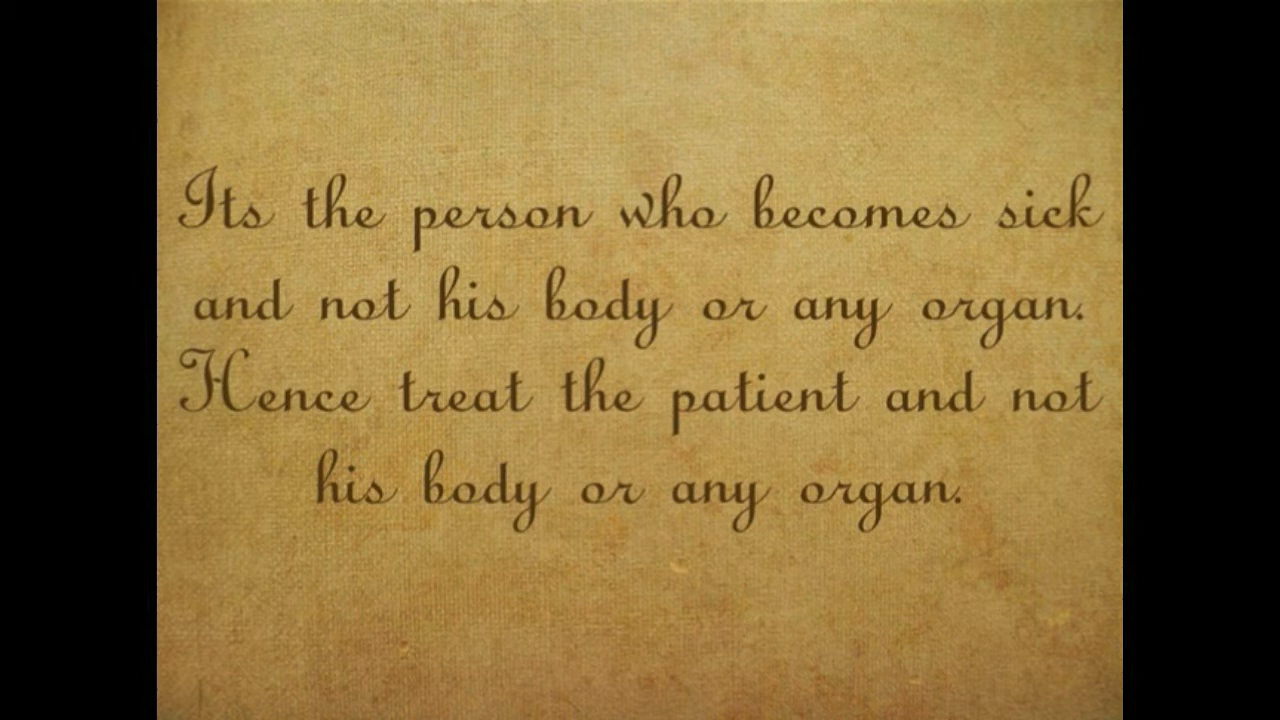 Its the person who becomes sick
and not his body or any organ.
Hence treat the patient and not
his body or any organ.